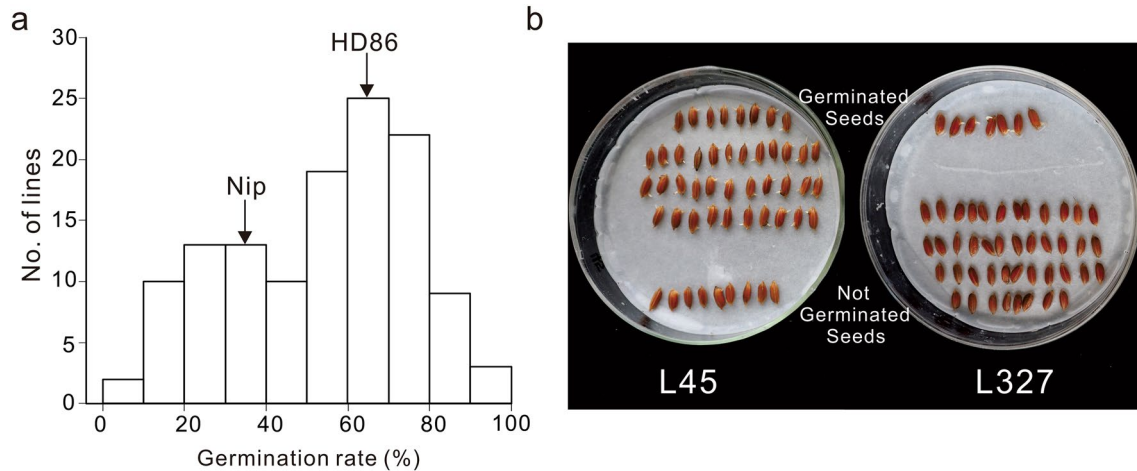 a
30
25
20
15
10
5
0
No. of lines
HD86
Nip
0 20 40 60 80 100
Germination rate (%)
b
Germinated
Seeds
Not
Germinated
Seeds
L45
L327